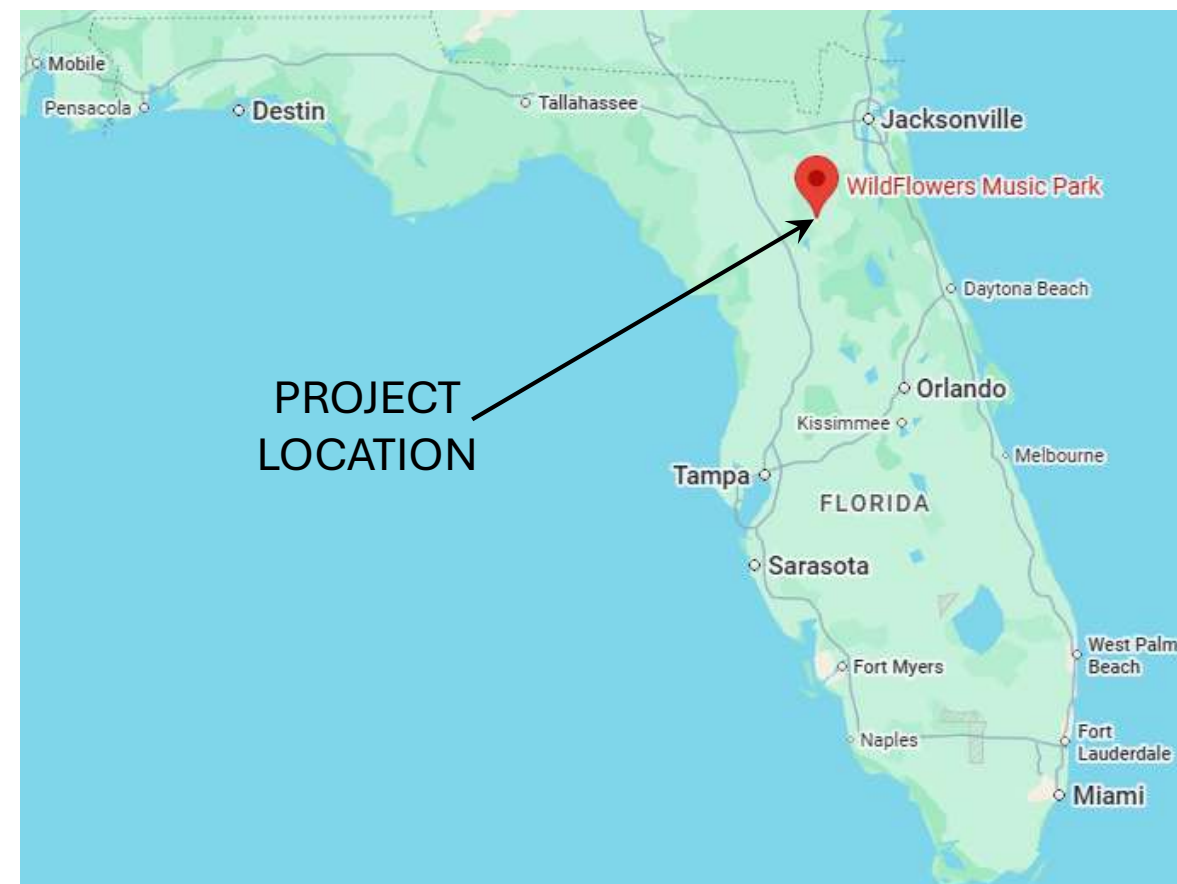 Mobile
Pensacola
Destin
Tallahassee
Jacksonville
WildFlowers Music Park
Daytona Beach
PROJECT
LOCATION
Orlando
Kissimmee
Melbourne
Tampa
FLORIDA
Sarasota
West Palm
Beach
Fort Myers
Naples
Fort
Lauderdale
Miami